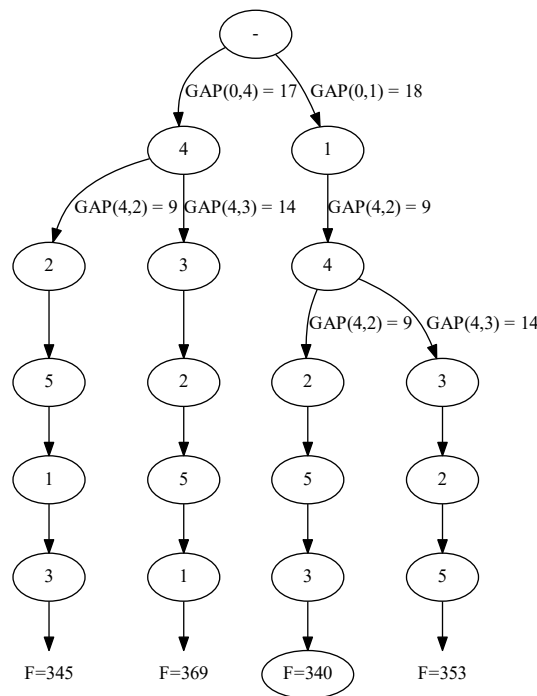 -
GAP(0,4) = 17 GAP(0,1) = 18
4 1
GAP(4,2) = 9 GAP(4,3) = 14 GAP(4,2) = 9
2 3 4
GAP(4,2) = 9 GAP(4,3) = 14
5 2 2 3
1 5 5 2
3 1 3 5
F=345 F=369 F=340 F=353